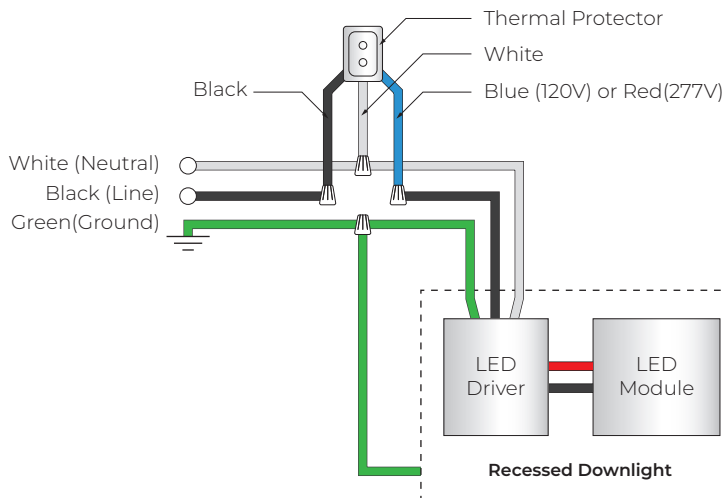 Thermal Protector
White
Black
Blue (120V) or Red(277V)
White (Neutral)
Black (Line)
Green(Ground)
LED
Driver
LED
Module
Recessed Downlight